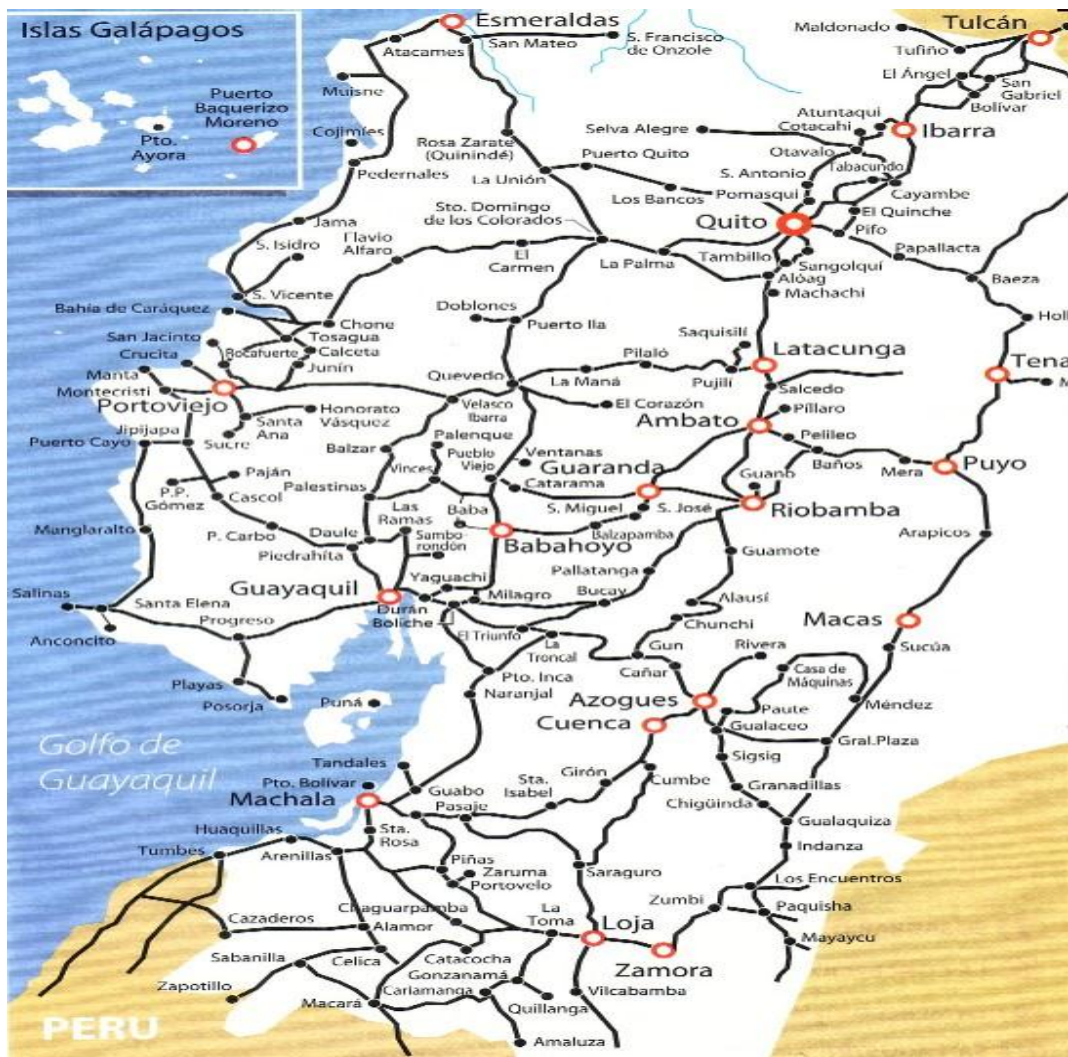 Islas Galápagos
Puerto
Baquerizo
Moreno
Pto.
Ayora
Esmeraldas
Atacames
San Mateo
S. Francisco
de Onzole
Maldonado
Tulcán
Tufiño
El Ángel
San
Gabriel
Bolívar
Muisne
Atuntaqui
Cotacahi
Ibarra
Selva Alegre
Otavalo
Tabacundo
Cojimíes
Rosa Zarate
(Quinindé)
Puerto Quito
Pedernales
La Unión
Los Bancos
S. Antonio
Pomasqui
Cayambe
Sto. Domingo
de los Colorados
Quito
El Quinche
Pifo
Jama
S. Isidro
Flavio
Alfaro
El
Carmen
La Palma
Tambillo
Sangolquí
Papallacta
Alóag
Machachi
Baeza
S. Vicente
Bahía de Caráquez
Doblones
Puerto Ila
Holl
Chone
San Jacinto
Tosagua
Crucita
Rocafuerte
Calceta
Junín
Saquisilí
Latacunga
Pilaló
Pujilí
Manta
Montecristi
Portoviejo
Quevedo
La Maná
Salcedo
Tena
M
Velasco
Ibarra
El Corazón
Píllaro
Ambato
Jipijapa
Puerto Cayo
Sucre
Santa
Ana
Honorato
Vásquez
Palenque
Pelileo
Balzar
Pueblo
Viejo
Ventanas
Guaranda
Baños
Mera
Puyo
Vinces
Catarama
Guano
P.P.
Gómez
Paján
Cascol
Palestinas
Baba
S. Miguel
S. José
Riobamba
Manglaralto
P. Carbo
Daule
Las
Ramas
Sambo-
rondón
Babahoyo
Balzapamba
Guamote
Arapicos
Piedrahíta
Pallatanga
Guayaquil
Yaguachi
Salinas
Santa Elena
Durán
Boliche
Milagro
Bucay
Alausí
Macas
Anconcito
Progreso
El Triunfo
La
Troncal
Chunchi
Gun
Rivera
Sucúa
Cañar
Casa de
Máquinas
Playas
Posorja
Puná
Pto. Inca
Naranjal
Azogues
Paute
Méndez
Cuenca
Gualaceo
Gral.Plaza
Golfo de
Guayaquil
Sigsig
Tandales
Pto. Bolívar
Girón
Cumbe
Machala
Guabo
Sta.
Isabel
Granadillas
Pasaje
Chigüinda
Gualaquiza
Huaquillas
Sta.
Rosa
Tumbes
Arenillas
Piñas
Indanza
Zaruma
Portovelo
Saraguro
Los Encuentros
Zumbi
Paquisha
Cazaderos
Chaguarpamba
Alamor
La
Toma
Loja
Mayaycu
Sabanilla
Celica
Catacocha
Zamora
Zapotillo
Gonzanamá
Cariamanga
Macará
Quillanga
Vilcabamba
PERU
Amaluza